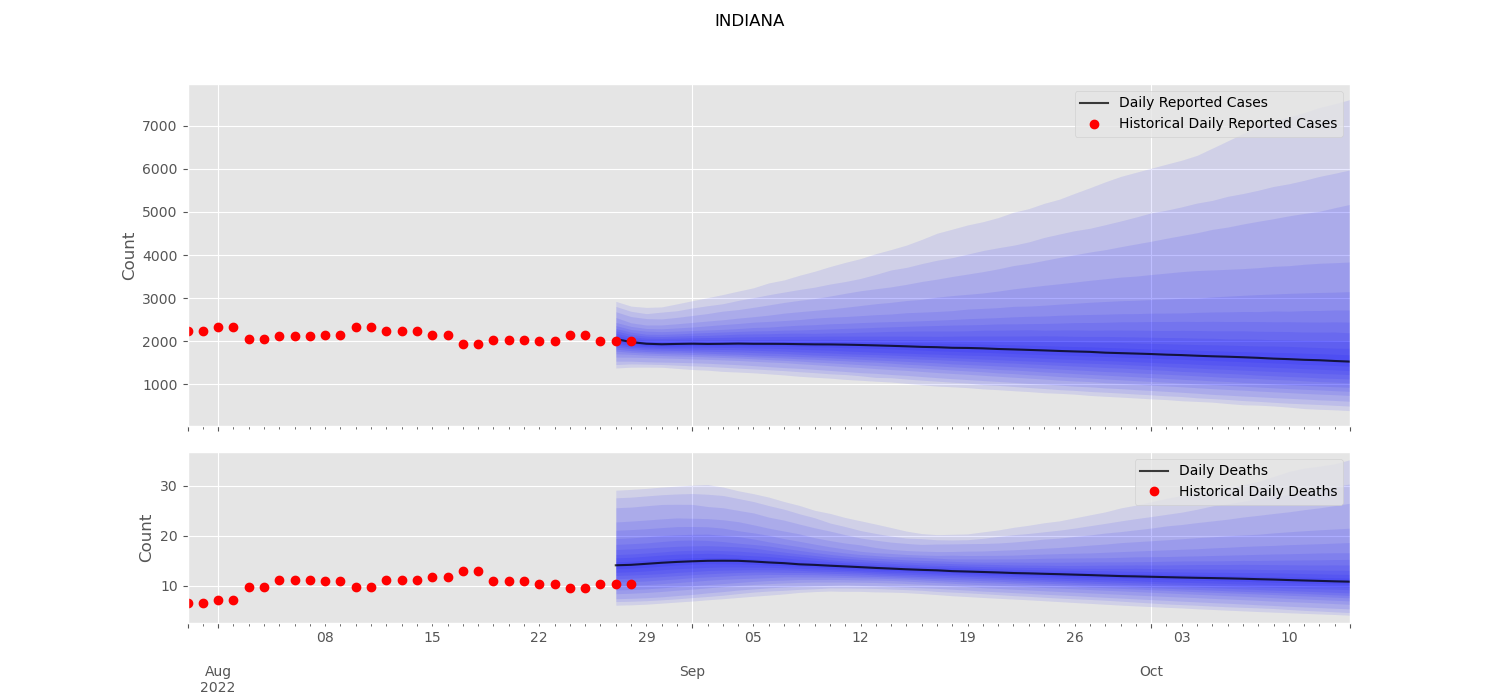 INDIANA
Daily Reported Cases
Historical Daily Reported Cases
Count
7000
6000
5000
4000
3000
2000
1000
Daily Deaths
Historical Daily Deaths
Count
30
20
10
08 15 22 29 05 12 19 26 03 10
Aug Sep Oct
2022